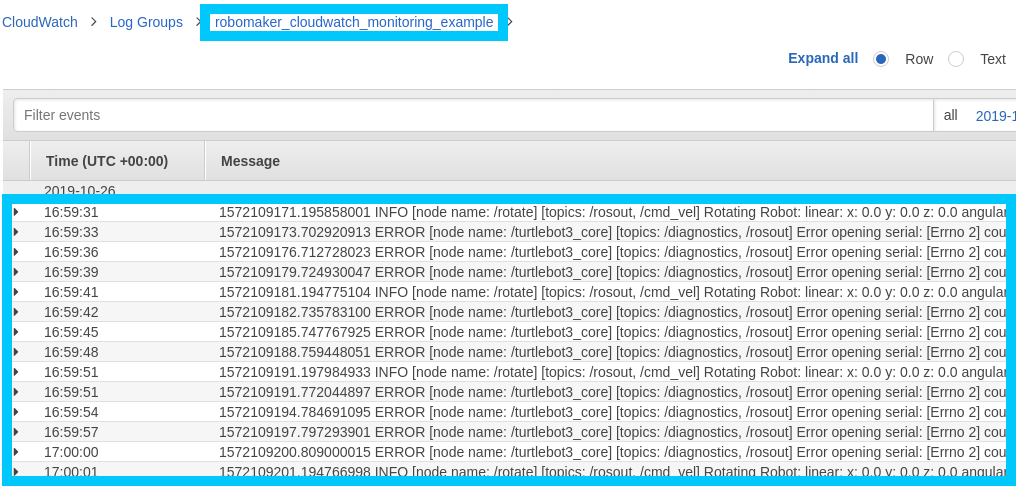 CloudWatch > Log Groups > robomaker_cloudwatch_monitoring_example >
Expand all Row Text
Filter events all 2019-1
Time (UTC +00:00) Message
2019-10-26
16:59:31 1572109171.195858001 INFO [node name: /rotate] [topics: /rosout, /cmd_vel] Rotating Robot: linear: x: 0.0 y: 0.0 z: 0.0 angular
16:59:33 1572109173.702920913 ERROR [node name: /turtlebot3_core] [topics: /diagnostics, /rosout] Error opening serial: [Errno 2] cou
16:59:36 1572109176.712728023 ERROR [node name: /turtlebot3_core] [topics: /diagnostics, /rosout] Error opening serial: [Errno 2] cou
16:59:39 1572109179.724930047 ERROR [node name: /turtlebot3_core] [topics: /diagnostics, /rosout] Error opening serial: [Errno 2] cou
16:59:41 1572109181.194775104 INFO [node name: /rotate] [topics: /rosout, /cmd_vel] Rotating Robot: linear: x: 0.0 y: 0.0 z: 0.0 angular
16:59:42 1572109182.735783100 ERROR [node name: /turtlebot3_core] [topics: /diagnostics, /rosout] Error opening serial: [Errno 2] cou
16:59:45 1572109185.747767925 ERROR [node name: /turtlebot3_core] [topics: /diagnostics, /rosout] Error opening serial: [Errno 2] cou
16:59:48 1572109188.759448051 ERROR [node name: /turtlebot3_core] [topics: /diagnostics, /rosout] Error opening serial: [Errno 2] cou
16:59:51 1572109191.197984933 INFO [node name: /rotate] [topics: /rosout, /cmd_vel] Rotating Robot: linear: x: 0.0 y: 0.0 z: 0.0 angular
16:59:51 1572109191.772044897 ERROR [node name: /turtlebot3_core] [topics: /diagnostics, /rosout] Error opening serial: [Errno 2] cou
16:59:54 1572109194.784691095 ERROR [node name: /turtlebot3_core] [topics: /diagnostics, /rosout] Error opening serial: [Errno 2] cou
16:59:57 1572109197.797293901 ERROR [node name: /turtlebot3_core] [topics: /diagnostics, /rosout] Error opening serial: [Errno 2] cou
17:00:00 1572109200.809000015 ERROR [node name: /turtlebot3_core] [topics: /diagnostics, /rosout] Error opening serial: [Errno 2] cou
17:00:01 1572109201.194766998 INFO [node name: /rotate] [topics: /rosout, /cmd_vel] Rotating Robot: linear: x: 0.0 y: 0.0 z: 0.0 angular